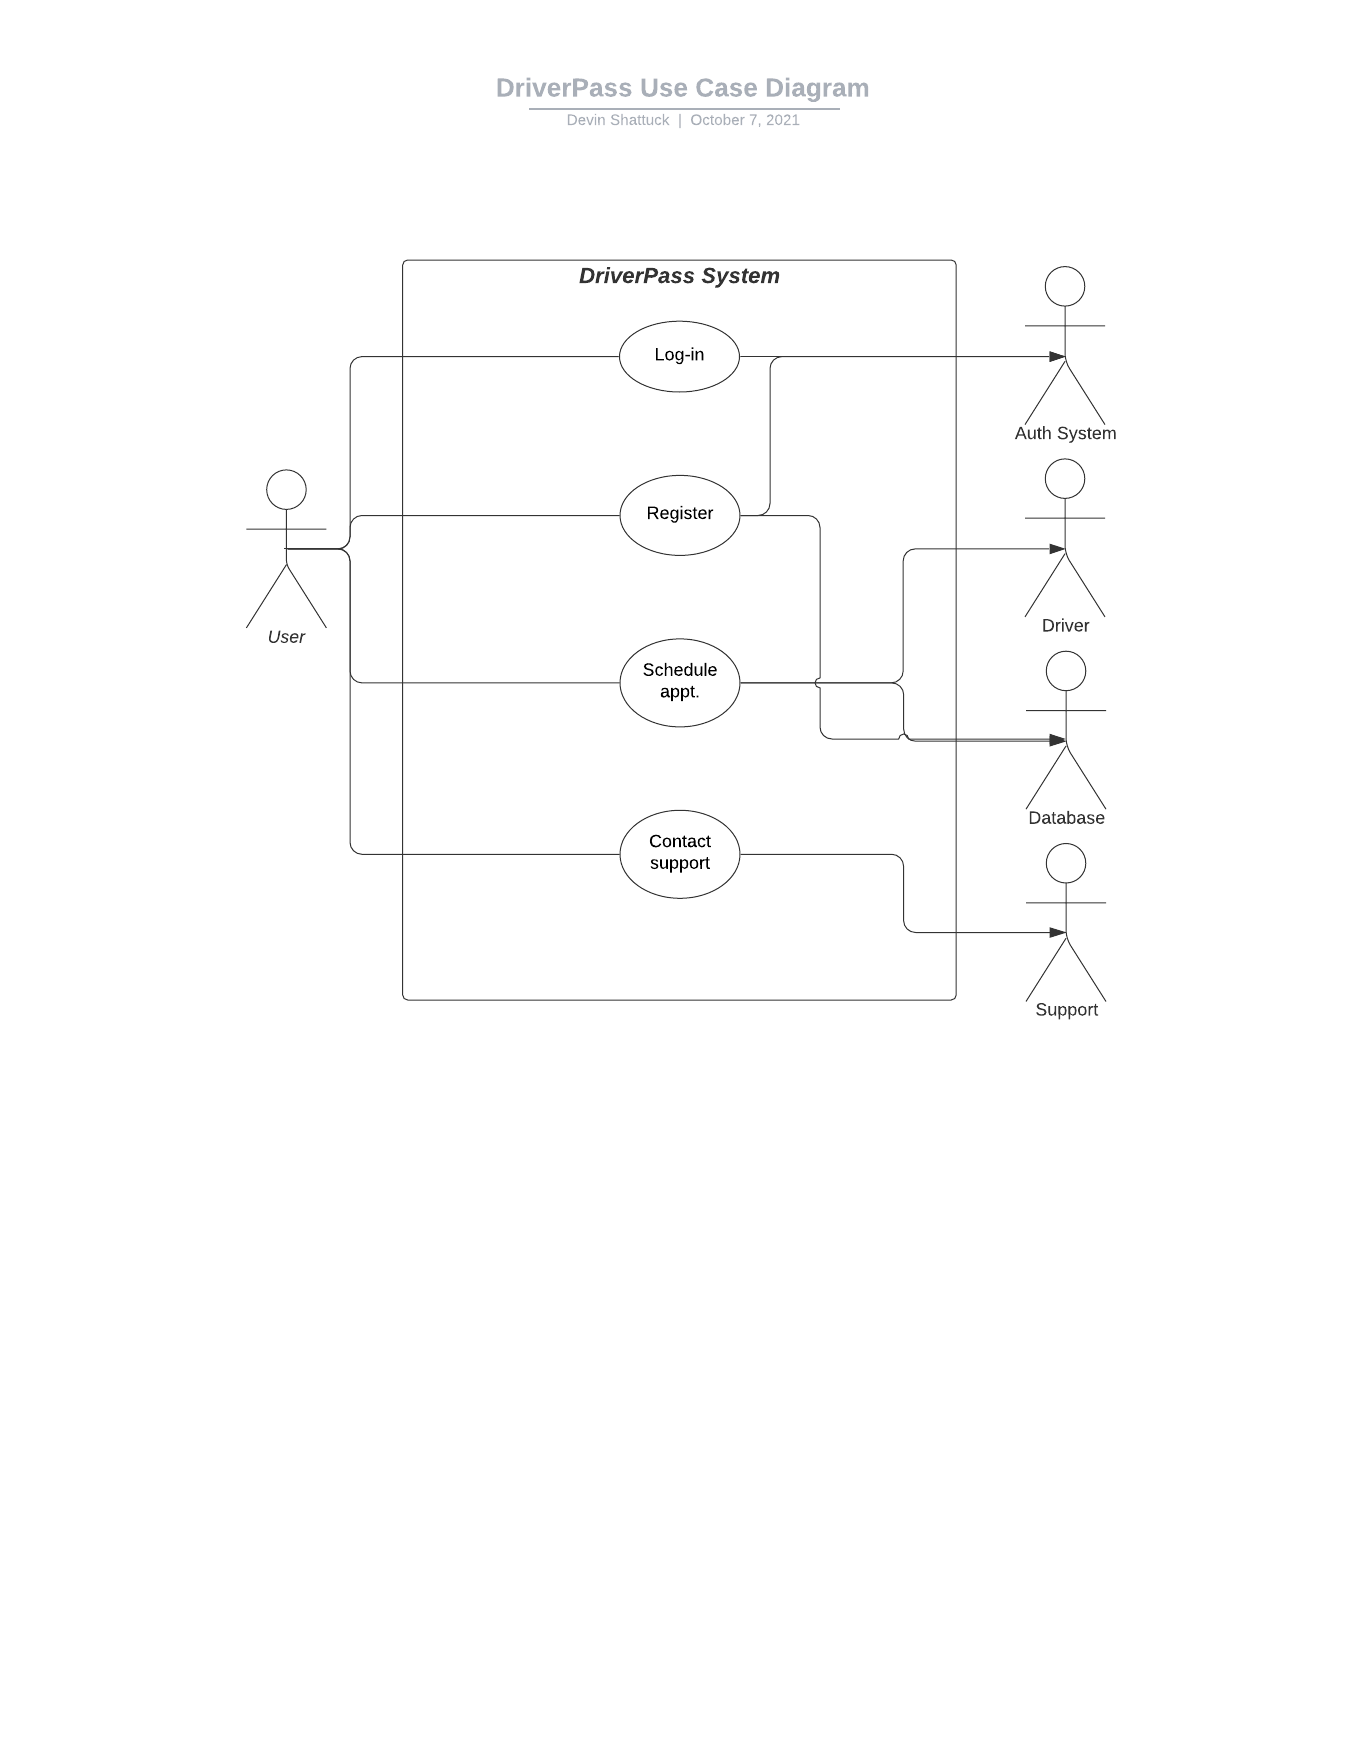 DriverPass Use Case Diagram
Devin Shattuck | October 7, 2021
DriverPass System
Log-in
Auth System
Register
User
Driver
Schedule
appt.
Database
Contact
support
Support